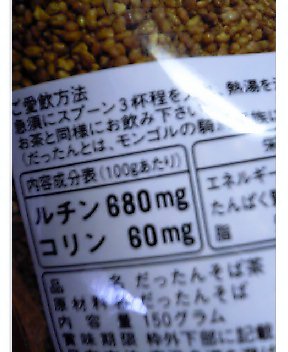 ご愛飲方法
急須にスプーン3杯程を入れ、熱湯を
お茶と同様にお飲み下さい。
(だったんとは、モンゴルの騎
内容成分表(100gあたり)
ルチン 680mg
コリン 60mg
エネルギー
たんぱく
脂
品 名 だったんそば茶
原材料 だったんそば
内容量 150グラム
賞味期限 枠外下部に記載